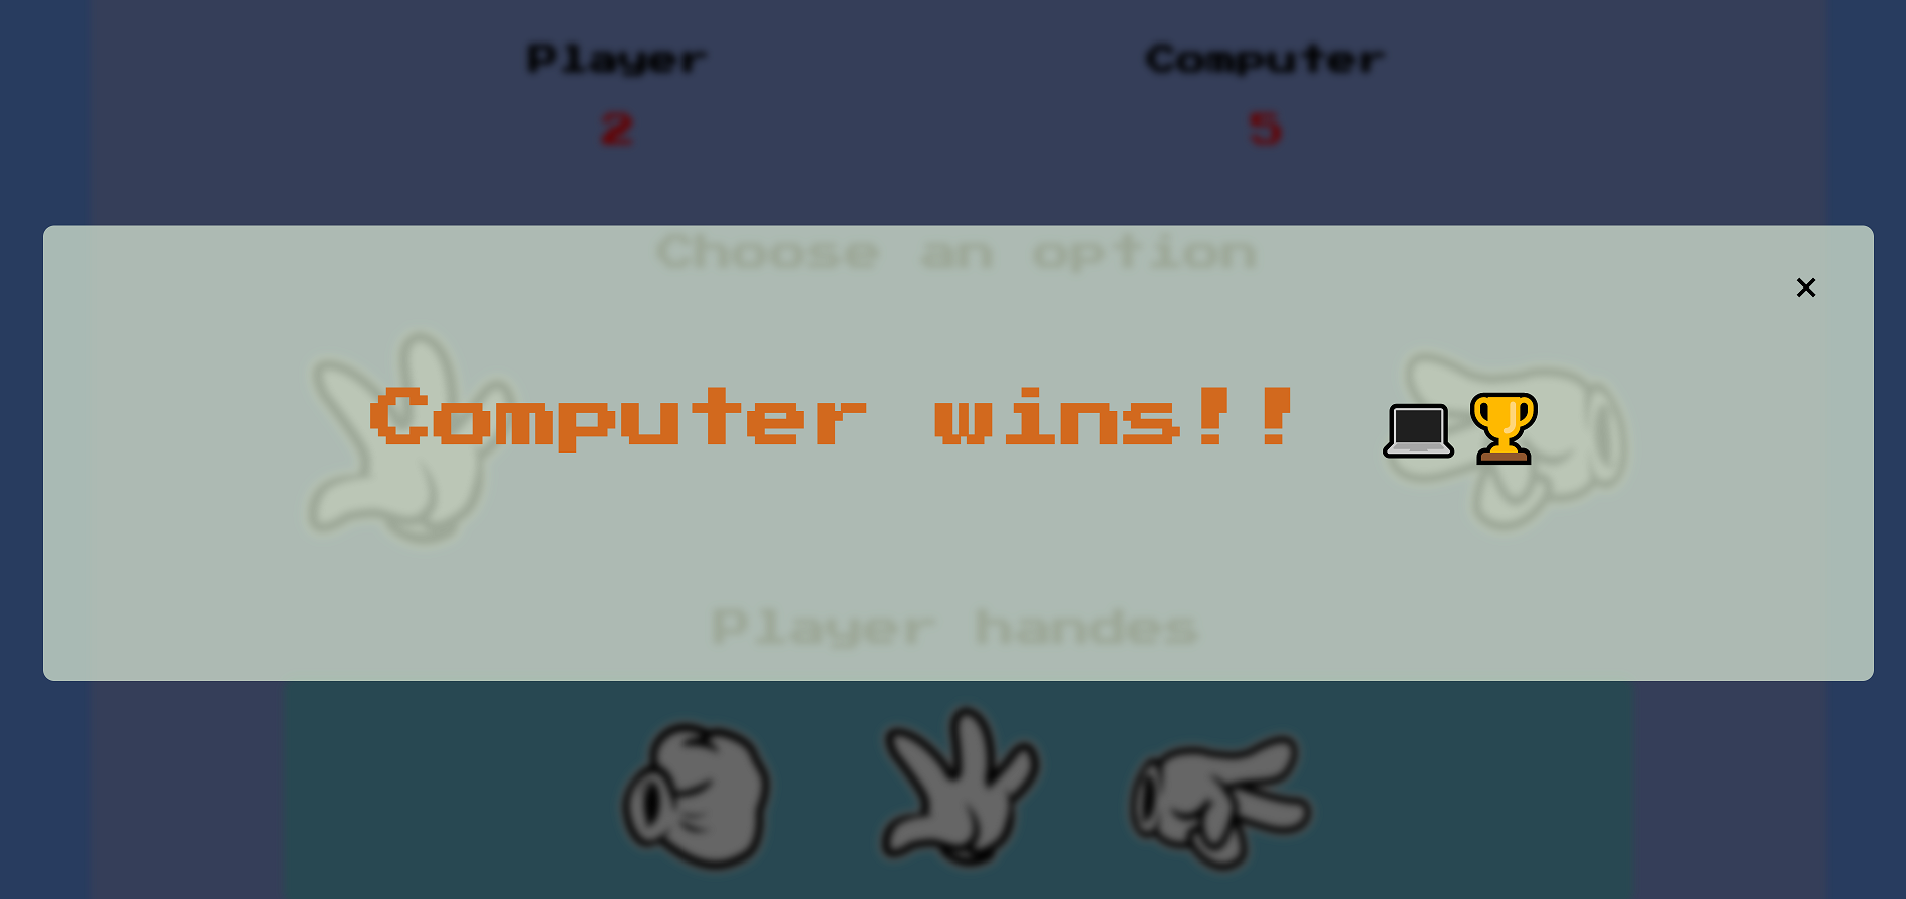 Player Computer
2 5
Choose an option
×
Computer wins!! 💻🏆
Player handes